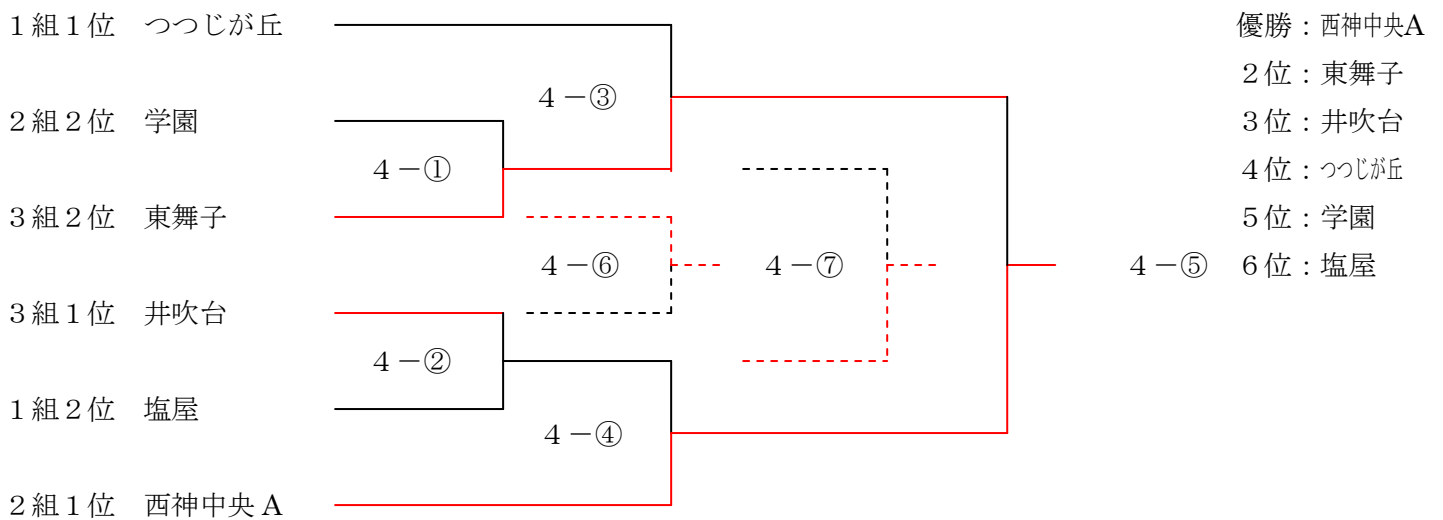 1組1位 つつじが丘
優勝：西神中央A
2位：東舞子
4－③
2組2位 学園
3位：井吹台
4－①
4位：つつじが丘
3組2位 東舞子
5位：学園
4－⑥
4－⑦
4－⑤
6位：塩屋
3組1位 井吹台
4－②
1組2位 塩屋
4－④
2組1位 西神中央A